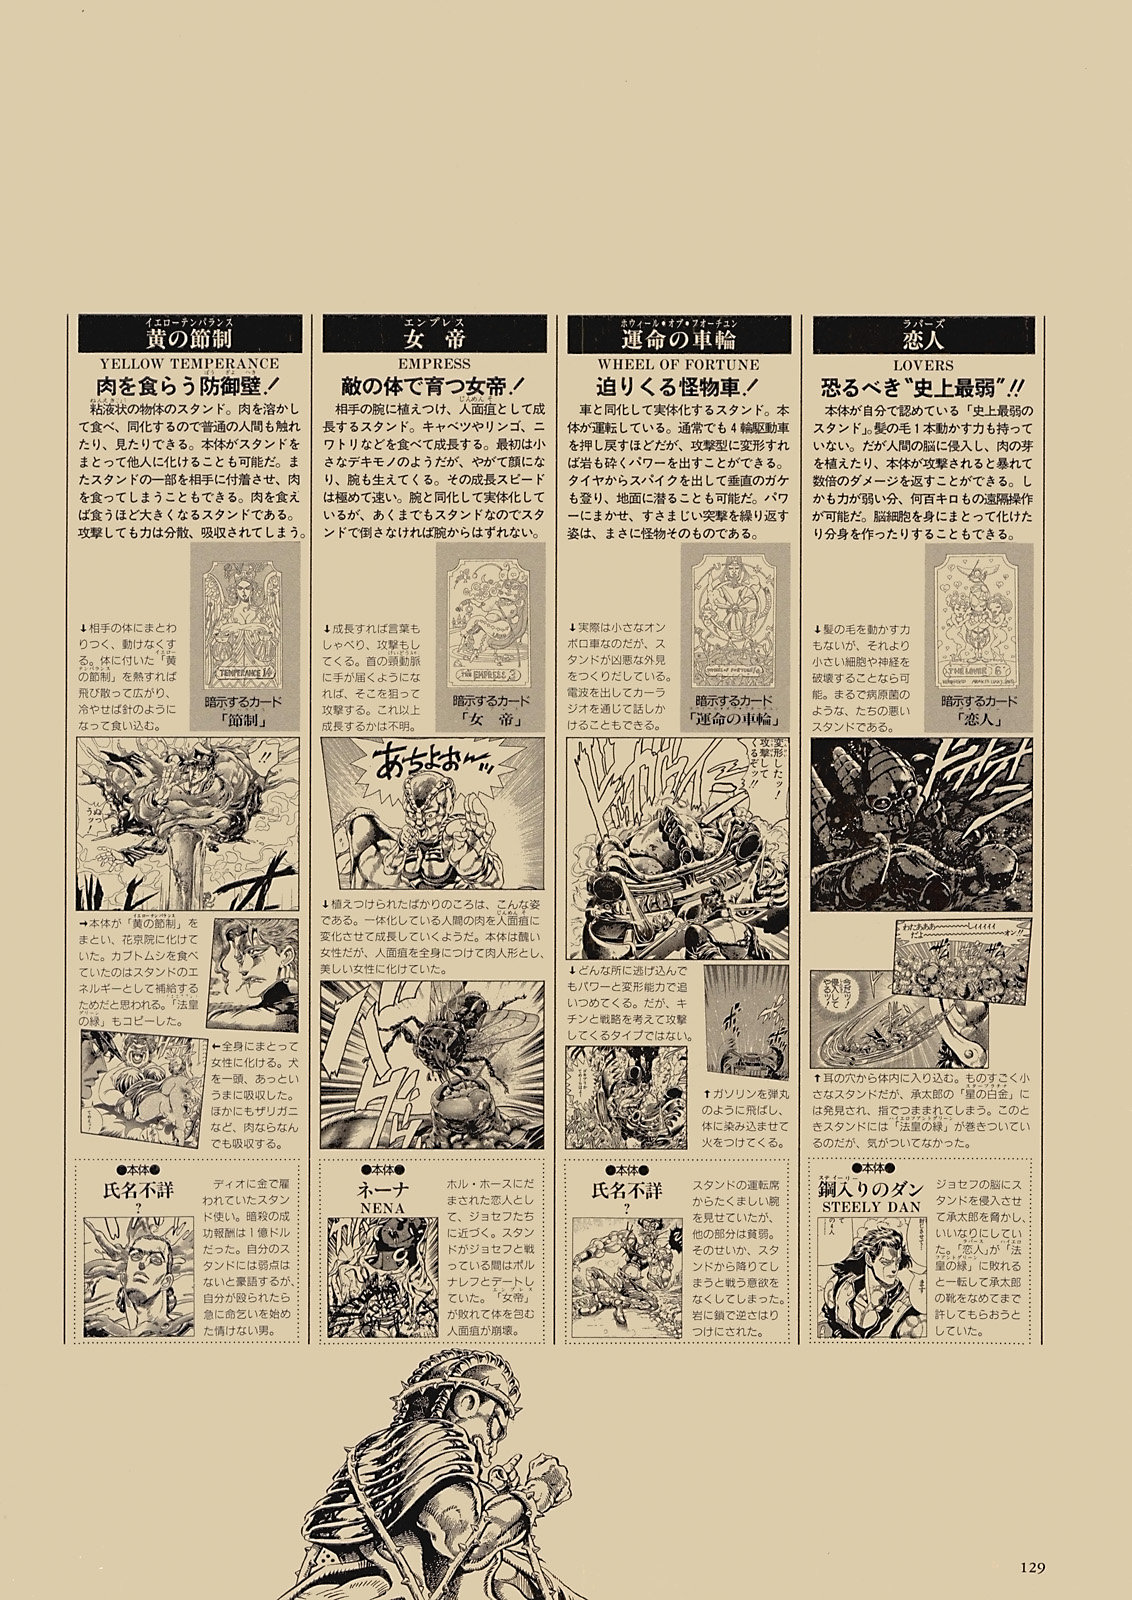 黄の節制
イエローテンパランス
YELLOW TEMPERANCE
肉を食らう防御壁!
粘液状の物体のスタンド。肉を溶かし
て食べ、同化するので普通の人間も触れ
たり、見たりできる。本体がスタンドを
まとって他人に化けることも可能だ。ま
たスタンドの一部を相手に付着させ、肉
を食ってしまうこともできる。肉を食え
ば食うほど大きくなるスタンドである。
攻撃しても力は分散、吸収されてしまう。
↓相手の体にまとわ
りつく、動けなくす
る。体に付いた「黄
の節制」を熱すれば
飛び散って広がり、
冷やせば針のように
なって食い込む。
TEMPERANCE 14
暗示するカード
「節制」
うぬッ!
→本体が「黄の節制」を
まとい、花京院に化けて
いた。カブトムシを食べ
ていたのはスタンドのエ
ネルギーとして補給する
ためだと思われる。「法皇
の緑」もコピーした。
←全身にまとって
女性に化ける。犬
を一頭、あっとい
うまに吸収した。
ほかにもザリガニ
など、肉ならなん
でも吸収する。
●本体●
氏名不詳
?
ディオに金で雇
われていたスタン
ド使い。暗殺の成
功報酬は1億ドル
だった。自分のス
タンドには弱点は
ないと豪語するが、
自分が殴られたら
急に命乞いを始め
た情けない男。
女帝
エンプレス
EMPRESS
敵の体で育つ女帝!
相手の腕に植えつけ、人面疽として成
長するスタンド。キャベツやリンゴ、ニ
ワトリなどを食べて成長する。最初は小
さなデキモノのようだが、やがて顔にな
り、腕も生えてくる。その成長スピード
は極めて速い。腕と同化して実体化して
いるが、あくまでもスタンドなのでスタ
ンドで倒さなければ腕からはずれない。
↓成長すれば言葉も
しゃべり、攻撃もし
てくる。首の頸動脈
に手が届くようにな
れば、そこを狙って
攻撃する。これ以上
成長するかは不明。
THE EMPRESS 3
暗示するカード
「女 帝」
あちょおーッ
↓植えつけられたばかりのころは、こんな姿
である。一体化している人間の肉を人面疽に
変化させて成長していくようだ。本体は醜い
女性だが、人面疽を全身につけて肉人形とし、
美しい女性に化けていた。
●本体●
ネーナ
NENA
ホル・ホースにだ
まされた恋人とし
て、ジョセフたち
に近づく。スタン
ドがジョセフと戦
っている間はポル
ナレフとデートし
ていた。「女帝」
が敗れて体を包む
人面疽が崩壊。
運命の車輪
ホウィール・オブ・フォーチュン
WHEEL OF FORTUNE
迫りくる怪物車!
車と同化して実体化するスタンド。本
体が運転している。通常でも4輪駆動車
を押し戻すほどだが、攻撃型に変形すれ
ば岩も砕くパワーを出すことができる。
タイヤからスパイクを出して垂直のガケ
も登り、地面に潜ることも可能だ。パワ
ーにまかせ、すさまじい突撃を繰り返す
姿は、まさに怪物そのものである。
↓実際は小さなオン
ボロ車なのだが、ス
タンドが凶悪な外見
をつくりだしている。
電波を出してカーラ
ジオを通じて話しか
けることもできる。
WHEEL OF FORTUNE
暗示するカード
「運命の車輪」
変形したッ!
攻撃して
くるぞッ!!
↓どんな所に逃げ込んで
もパワーと変形能力で追
いつめてくる。だが、キ
チンと戦略を考えて攻撃
してくるタイプではない。
↑ガソリンを弾丸
のように飛ばし、
体に染み込ませて
火をつけてくる。
●本体●
氏名不詳
?
スタンドの運転席
からたくましい腕
を見せていたが、
他の部分は貧弱。
そのせいか、スタ
ンドから降りてし
まうと戦う意欲を
なくしてしまった。
岩に鎖で逆さはり
つけにされた。
恋人
ラバーズ
LOVERS
恐るべき“史上最弱”!!
本体が自分で認めている「史上最弱の
スタンド」。髪の毛1本動かす力も持って
いない。だが人間の脳に侵入し、肉の芽
を植えたり、本体が攻撃されると暴れて
数倍のダメージを返すことができる。し
かも力が弱い分、何百キロもの遠隔操作
が可能だ。脳細胞を身にまとって化けた
り分身を作ったりすることもできる。
↓髪の毛を動かす力
もないが、それより
小さい細胞や神経を
破壊することなら可
能。まるで病原菌の
ような、たちの悪い
スタンドである。
THE LOVER 6
暗示するカード
「恋人」
↑耳の穴から体内に入り込む。ものすごく小
さなスタンドだが、承太郎の「星の白金」に
は発見され、指でつままれてしまう。このと
きスタンドには「法皇の緑」が巻きついてい
るのだが、気がついてなかった。
●本体●
鋼入りのダン
スティーリー
STEELY DAN
ジョセフの脳にス
タンドを侵入させ
て承太郎を脅かし、
いいなりにしてい
た。「恋人」が「法
皇の緑」に敗れる
と一転して承太郎
の靴をなめてまで
許してもらおうと
していた。
129